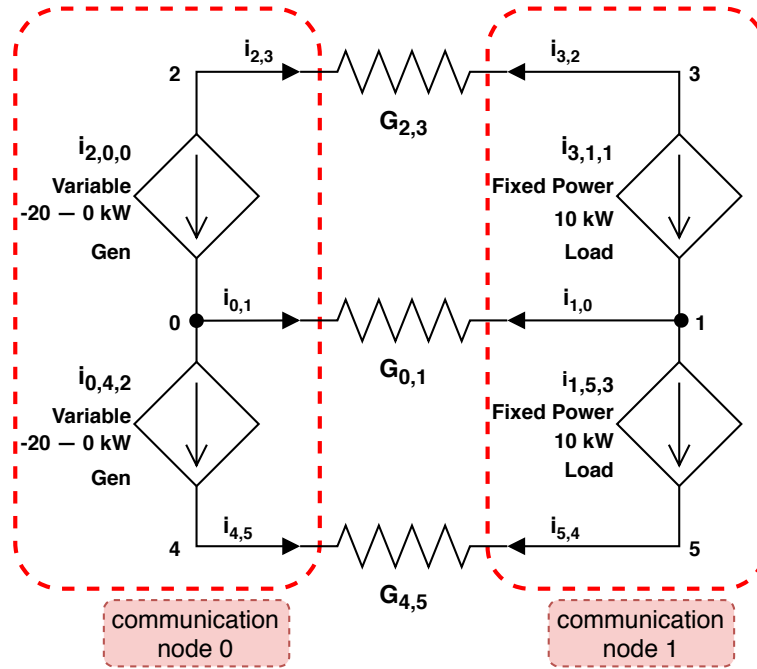 2
i2,3
i3,2
3
G2,3
i2,0,0
Variable
-20 — 0 kW
Gen
i3,1,1
Fixed Power
10 kW
Load
0
i0,1
i1,0
1
G0,1
i0,4,2
Variable
-20 — 0 kW
Gen
i1,5,3
Fixed Power
10 kW
Load
4
i4,5
i5,4
5
G4,5
communication
node 0
communication
node 1